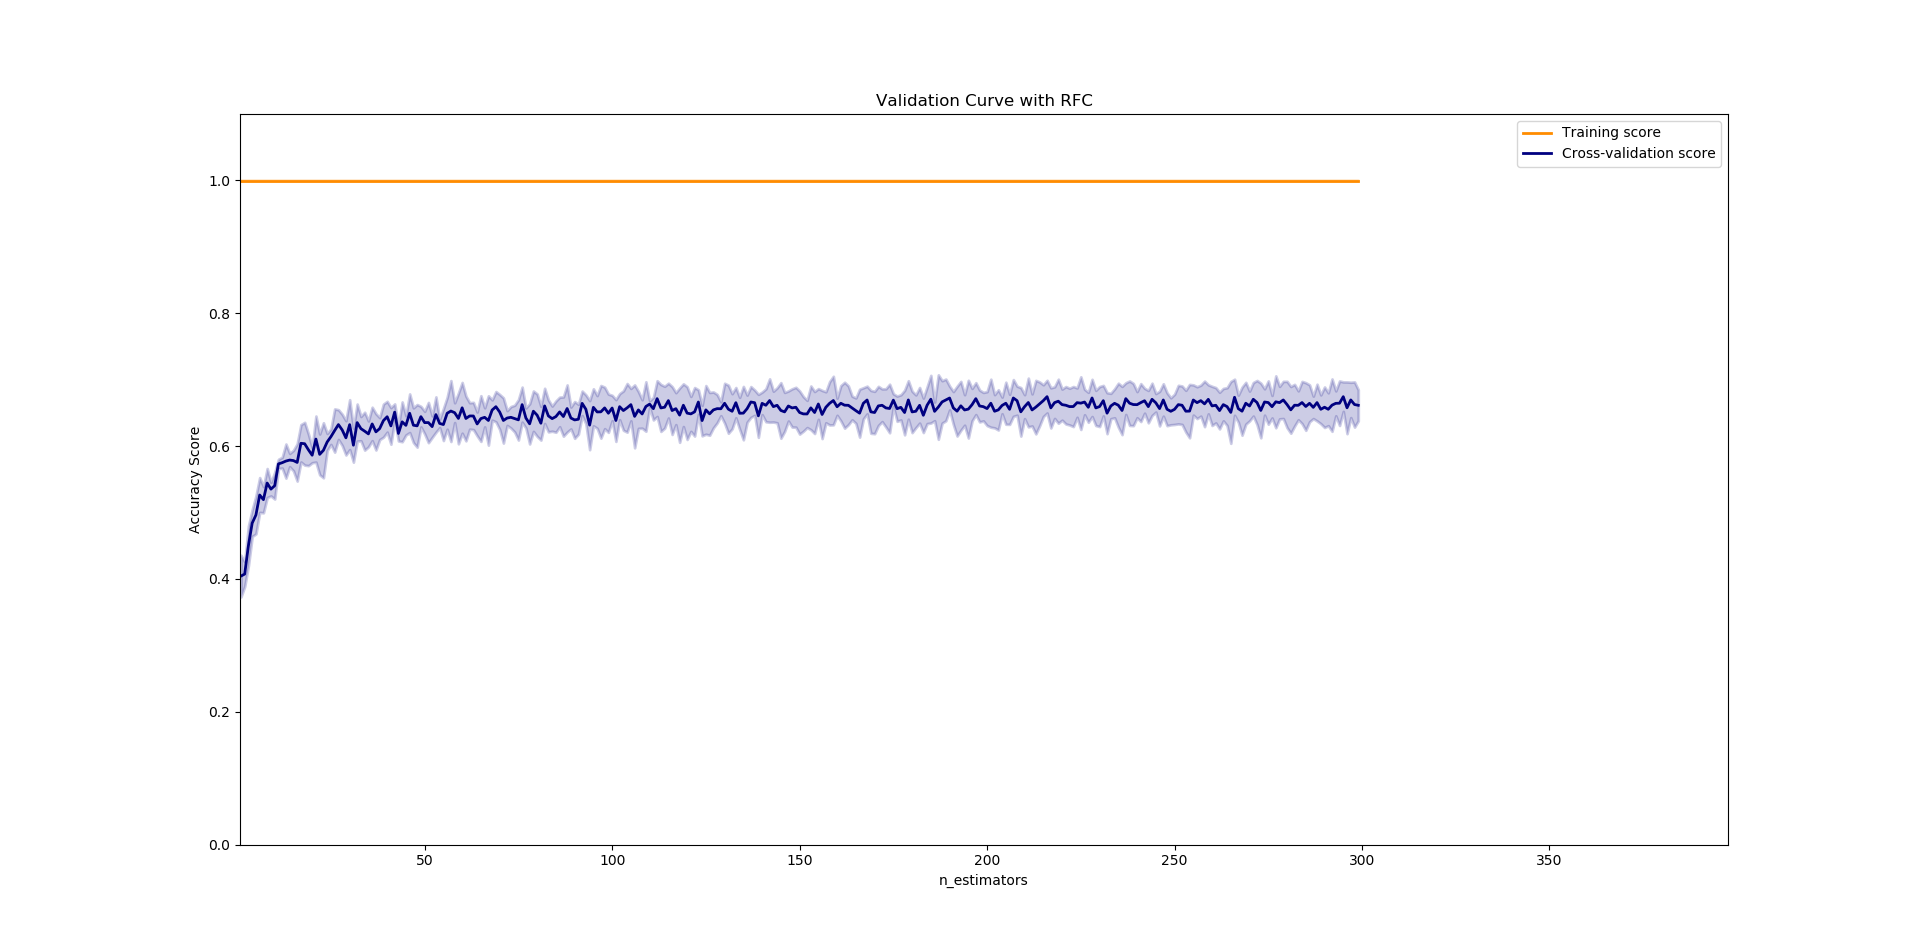 Validation Curve with RFC
Training score
Cross-validation score
1.0
0.8
0.6
0.4
0.2
0.0
Accuracy Score
50
100
150
200
250
300
350
n_estimators